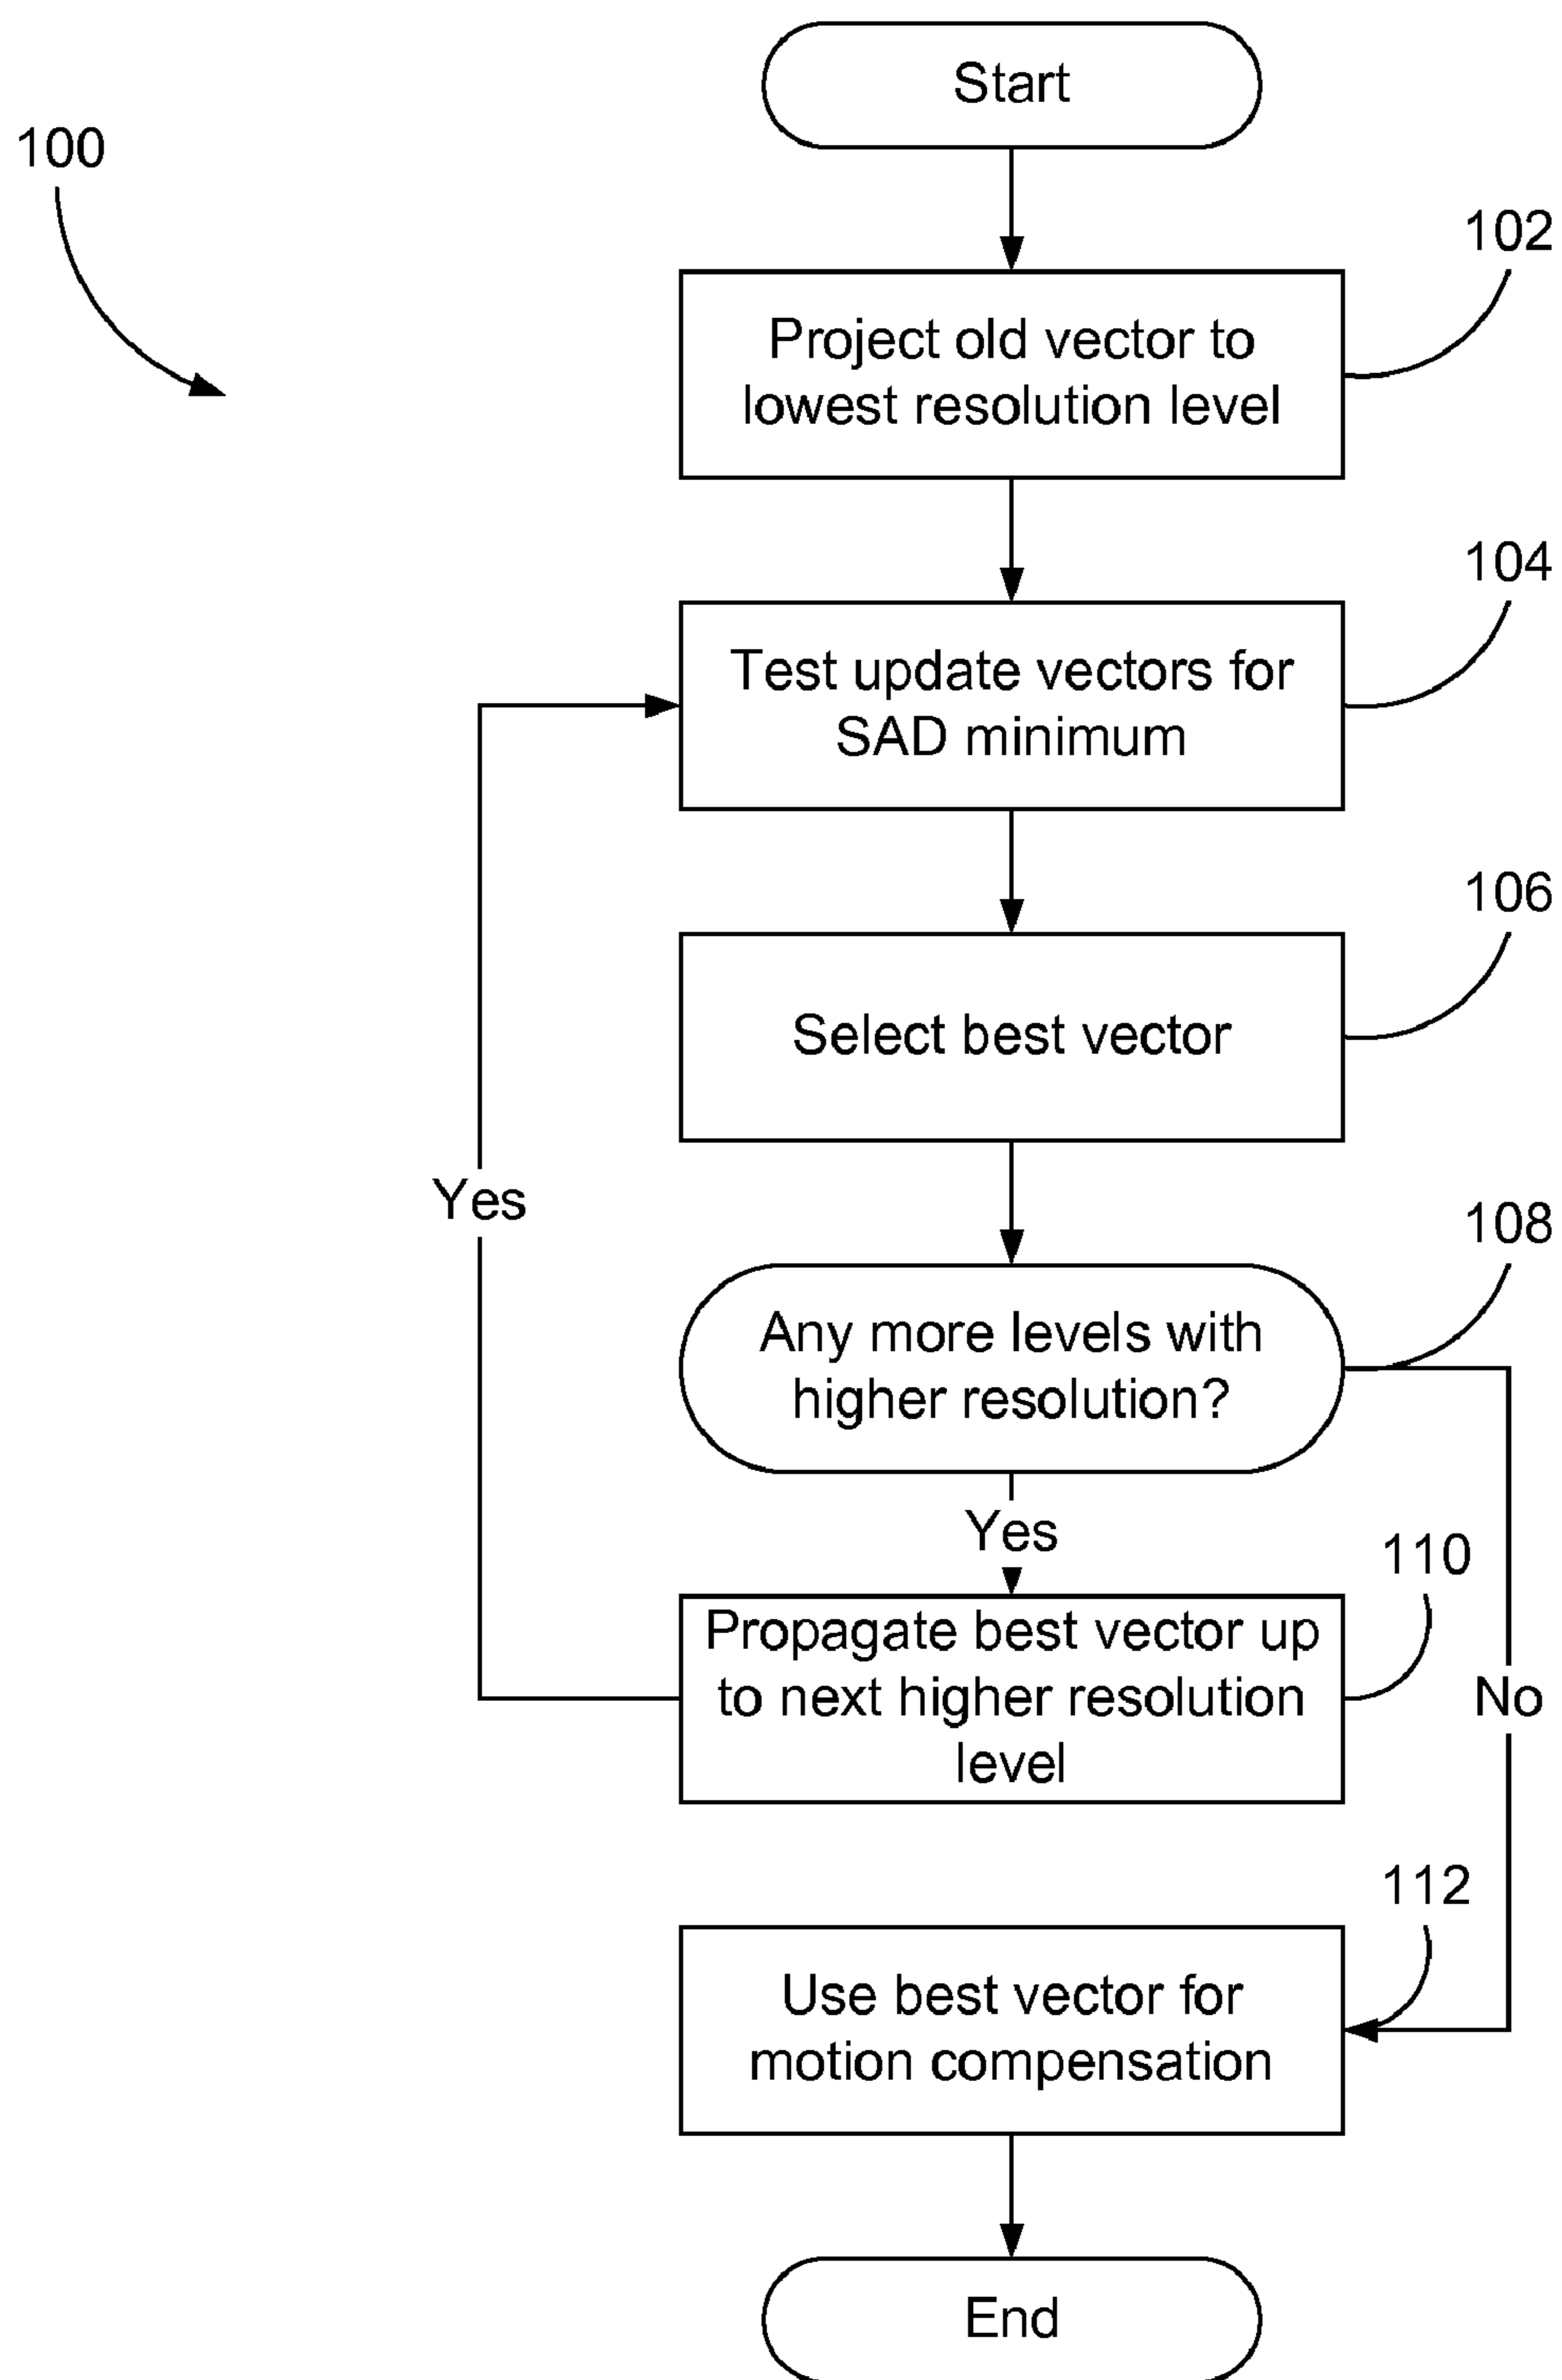 Start
100
102
Project old vector to
lowest resolution level
104
Test update vectors for
SAD minimum
106
Select best vector
Yes
108
Any more levels with
higher resolution?
Yes
110
Propagate best vector up
to next higher resolution
level
No
112
Use best vector for
motion compensation
End